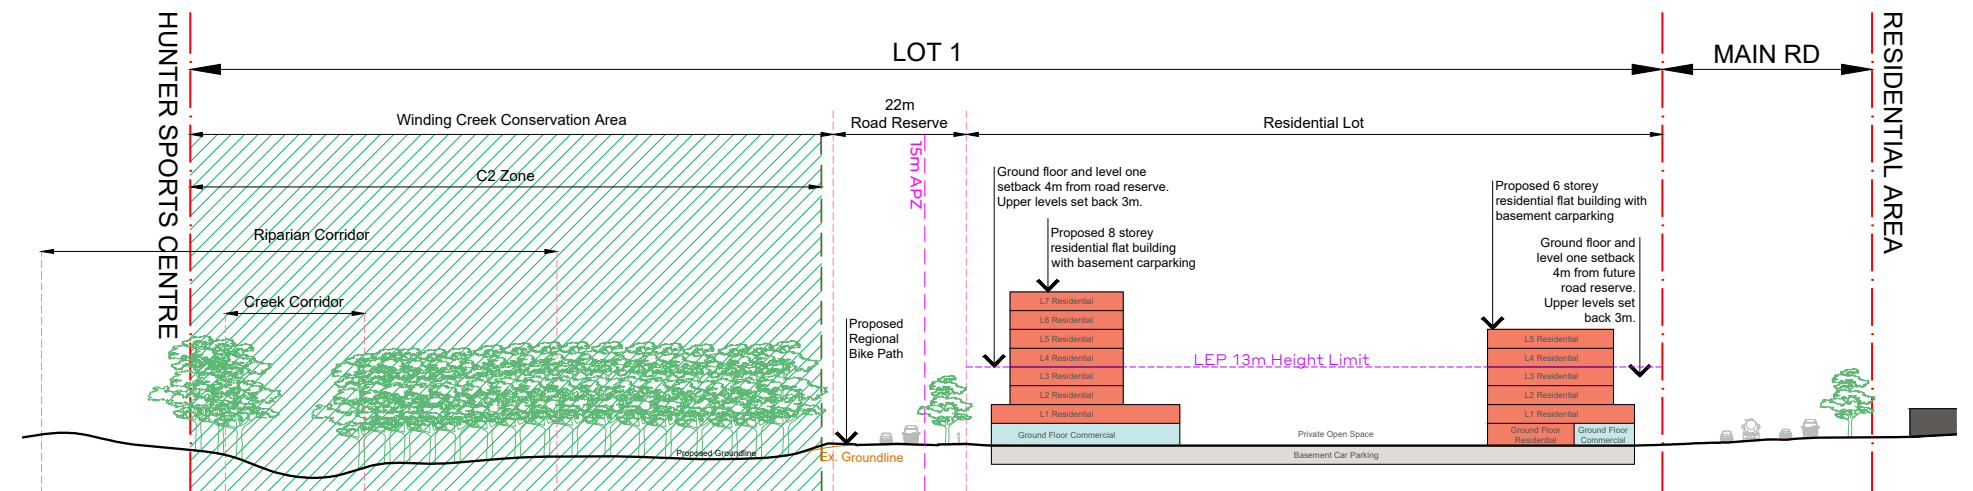 HUNTER SPORTS CENTRE
LOT 1
MAIN RD
RESIDENTIAL AREA
Winding Creek Conservation Area
22m
Road Reserve
Residential Lot
15m APZ
C2 Zone
Riparian Corridor
Creek Corridor
Ground floor and level one
setback 4m from road reserve.
Upper levels set back 3m.
Proposed 8 storey
residential flat building
with basement carparking
Proposed 6 storey
residential flat building with
basement carparking
Ground floor and
level one setback
4m from future
road reserve.
Upper levels set
back 3m.
Proposed
Regional
Bike Path
LEP 13m Height Limit
L7 Residential
L6 Residential
L5 Residential
L4 Residential
L3 Residential
L2 Residential
L1 Residential
Ground Floor Commercial
L5 Residential
L4 Residential
L3 Residential
L2 Residential
L1 Residential
Ground Floor
Residential
Ground Floor
Commercial
Private Open Space
Basement Car Parking
Proposed Groundline
Ex. Groundline